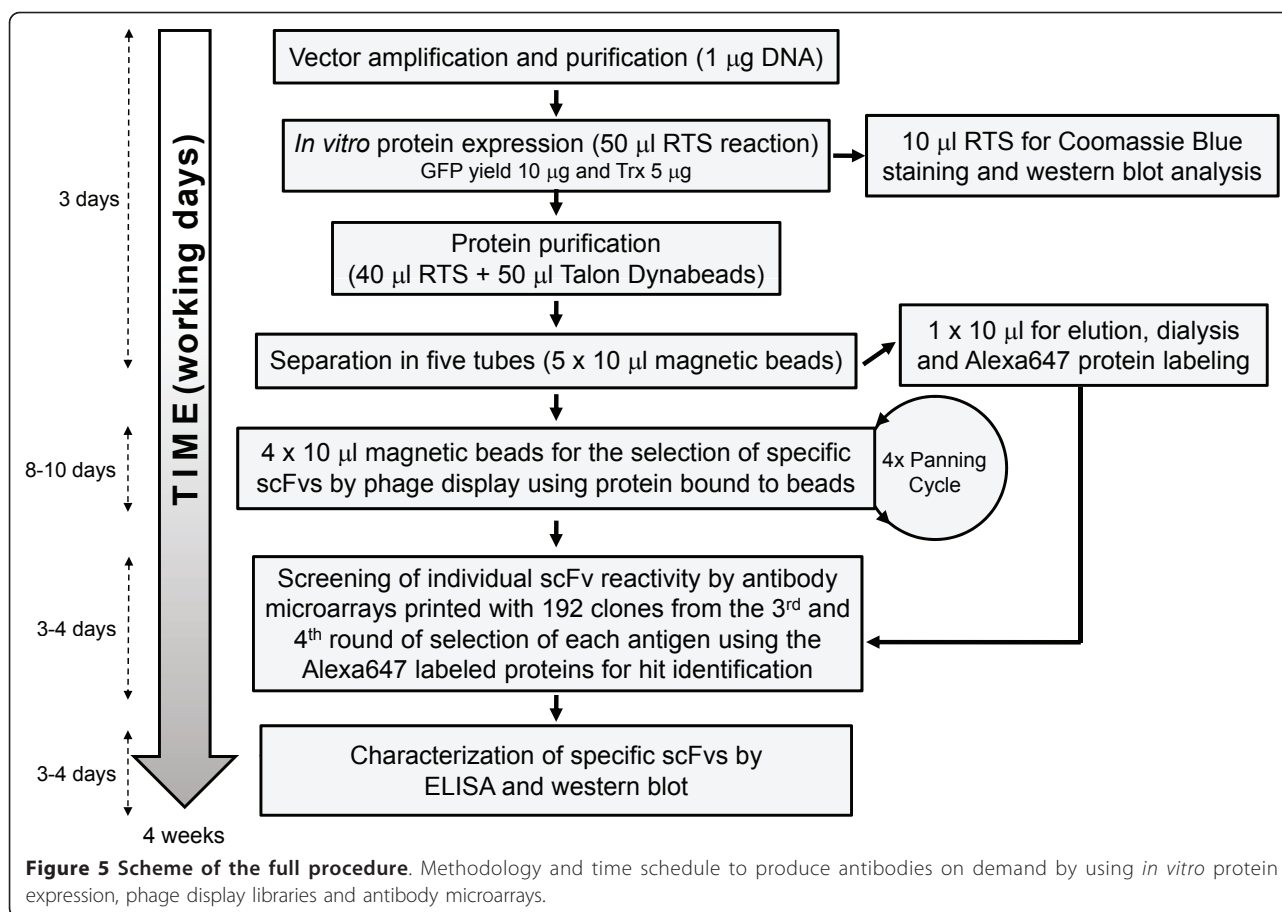 TIME (working days)
3 days
8-10 days
3-4 days
3-4 days
4 weeks
Vector amplification and purification (1 μg DNA)
In vitro protein expression (50 μl RTS reaction)
GFP yield 10 μg and Trx 5 μg
10 μl RTS for Coomassie Blue
staining and western blot analysis
Protein purification
(40 μl RTS + 50 μl Talon Dynabeads)
Separation in five tubes (5 x 10 μl magnetic beads)
1 x 10 μl for elution, dialysis
and Alexa647 protein labeling
4 x 10 μl magnetic beads for the selection of specific
scFvs by phage display using protein bound to beads
4x Panning
Cycle
Screening of individual scFv reactivity by antibody
microarrays printed with 192 clones from the 3rd and
4th round of selection of each antigen using the
Alexa647 labeled proteins for hit identification
Characterization of specific scFvs by
ELISA and western blot
Figure 5 Scheme of the full procedure. Methodology and time schedule to produce antibodies on demand by using in vitro protein
expression, phage display libraries and antibody microarrays.